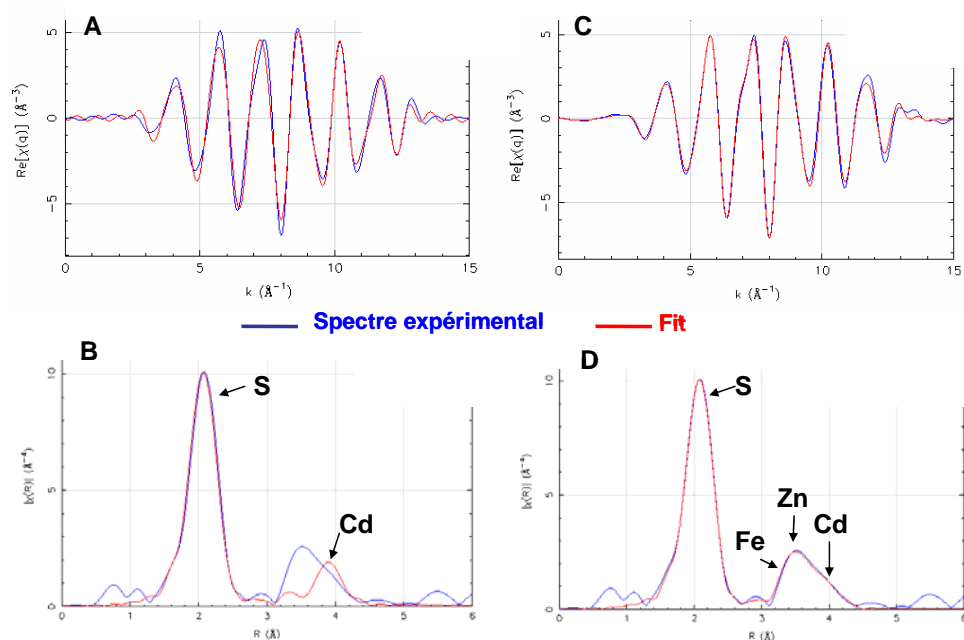 A
5
0
−5
Re[χ(q)] (Å⁻³)
0 5 10 15
k (Å⁻¹)
C
5
0
−5
Re[χ(q)] (Å⁻³)
0 5 10 15
k (Å⁻¹)
Spectre expérimental Fit
B
S
Cd
10
5
0
|χ(R)| (Å⁻⁴)
0 1 2 3 4 5 6
R (Å)
D
S
Zn
Fe Cd
10
5
0
|χ(R)| (Å⁻⁴)
0 1 2 3 4 5 6
R (Å)